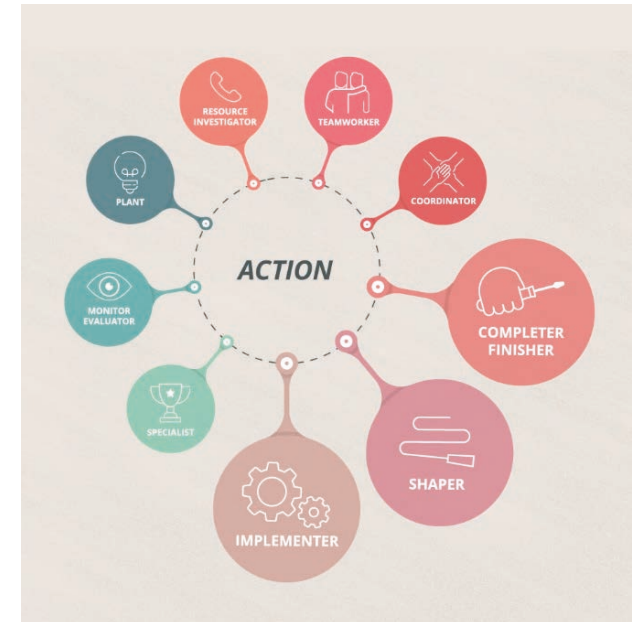 RESOURCE
INVESTIGATOR
TEAMWORKER
PLANT
COORDINATOR
ACTION
MONITOR
EVALUATOR
COMPLETER
FINISHER
SPECIALIST
SHAPER
IMPLEMENTER